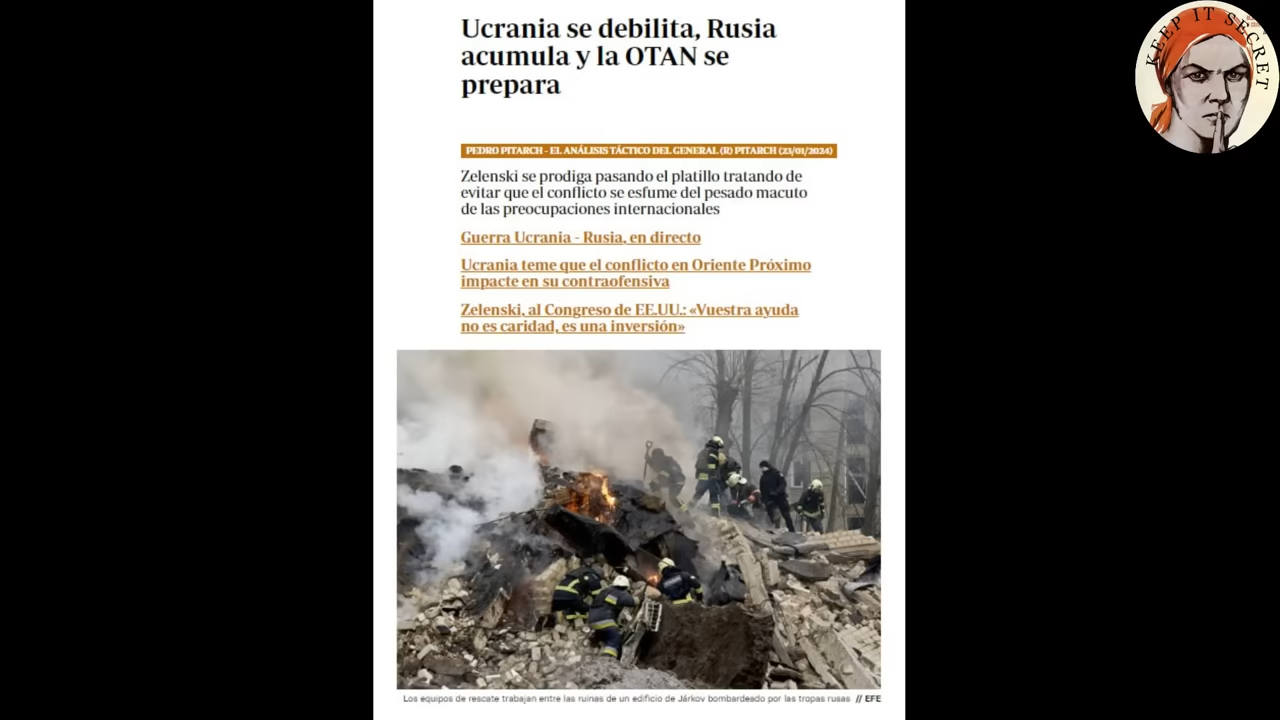 Ucrania se debilita, Rusia
acumula y la OTAN se
prepara
PEDRO PITARCH - EL ANÁLISIS TÁCTICO DEL GENERAL (R) PITARCH (23/01/2024)
Zelenski se prodiga pasando el platillo tratando de
evitar que el conflicto se esfume del pesado macuto
de las preocupaciones internacionales
Guerra Ucrania - Rusia, en directo
Ucrania teme que el conflicto en Oriente Próximo
impacte en su contraofensiva
Zelenski, al Congreso de EE.UU.: «Vuestra ayuda
no es caridad, es una inversión»
Los equipos de rescate trabajan entre las ruinas de un edificio de Járkov bombardeado por las tropas rusas // EFE
KEEP IT SECRET